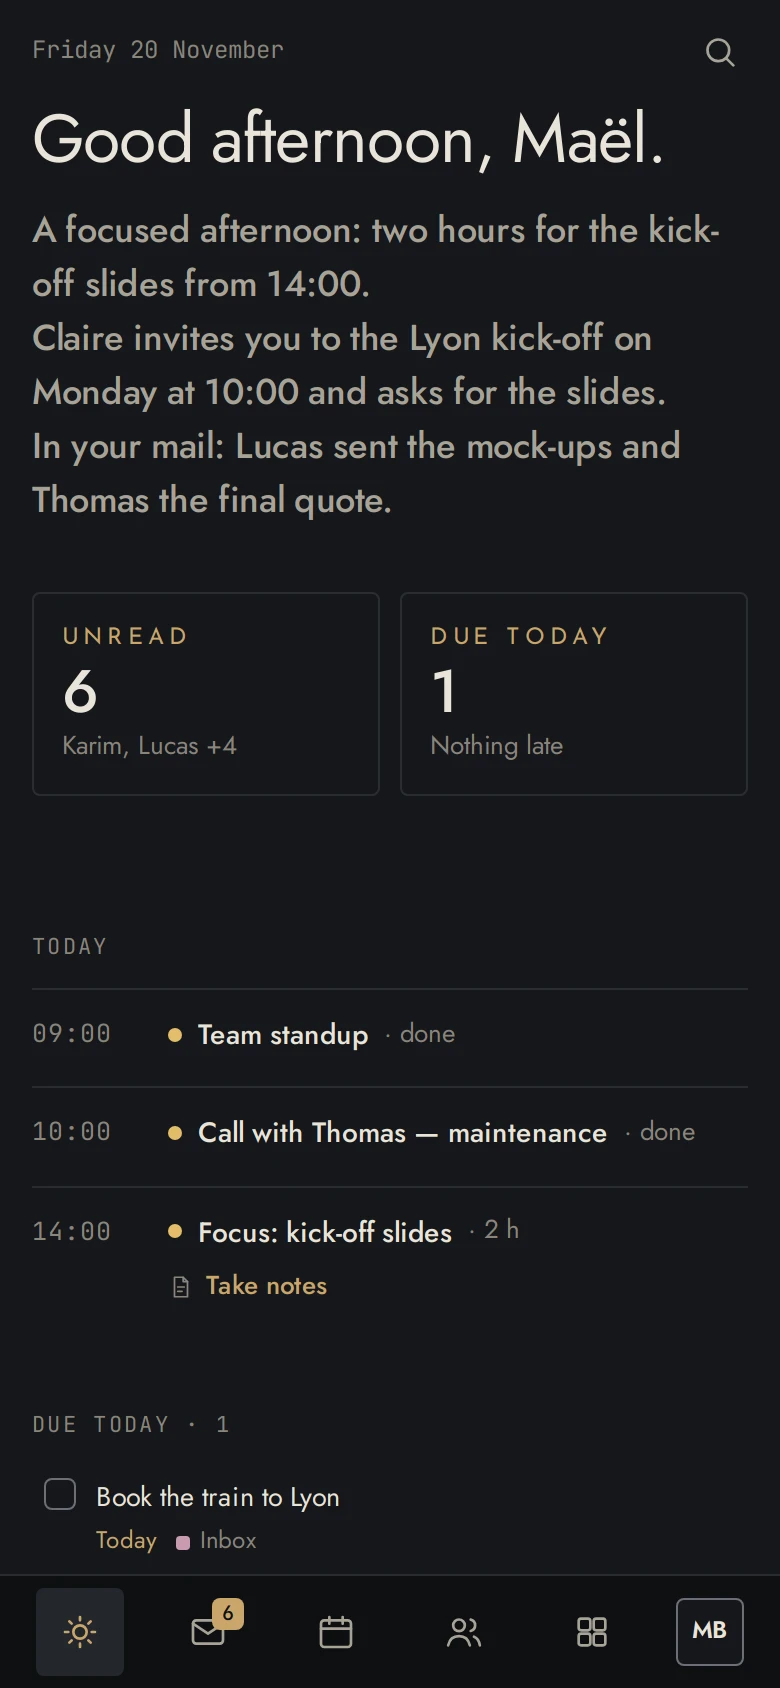 Friday 20 November
Good afternoon, Maël.
A focused afternoon: two hours for the kick-
off slides from 14:00.
Claire invites you to the Lyon kick-off on
Monday at 10:00 and asks for the slides.
In your mail: Lucas sent the mock-ups and
Thomas the final quote.
UNREAD
6
Karim, Lucas +4
DUE TODAY
1
Nothing late
TODAY
09:00 Team standup · done
10:00 Call with Thomas — maintenance · done
14:00 Focus: kick-off slides · 2 h
Take notes
DUE TODAY · 1
Book the train to Lyon
Today Inbox
6
MB